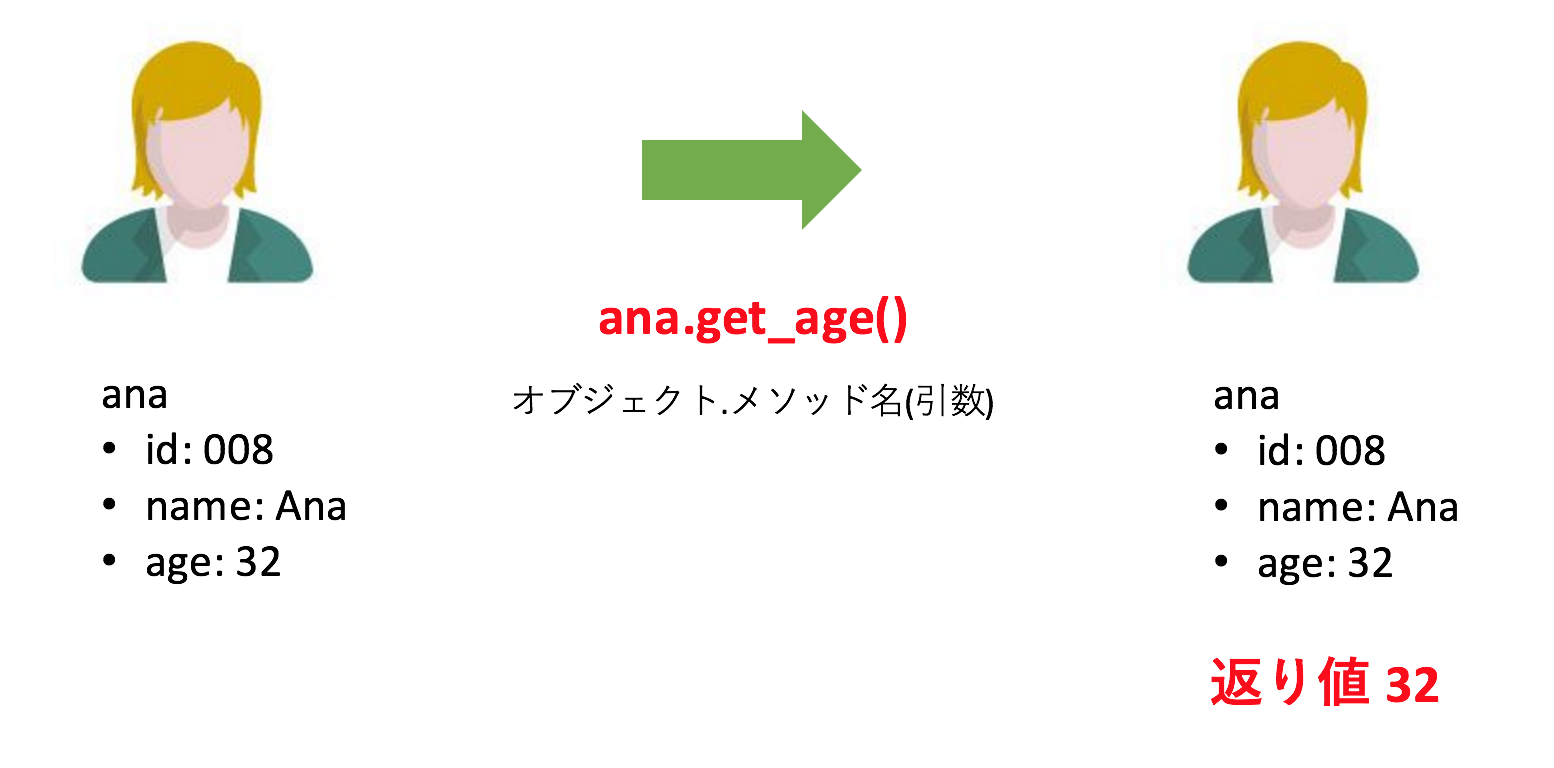 ana.get_age()
オブジェクト.メソッド名(引数)
ana
• id: 008
• name: Ana
• age: 32
ana
• id: 008
• name: Ana
• age: 32
返り値 32